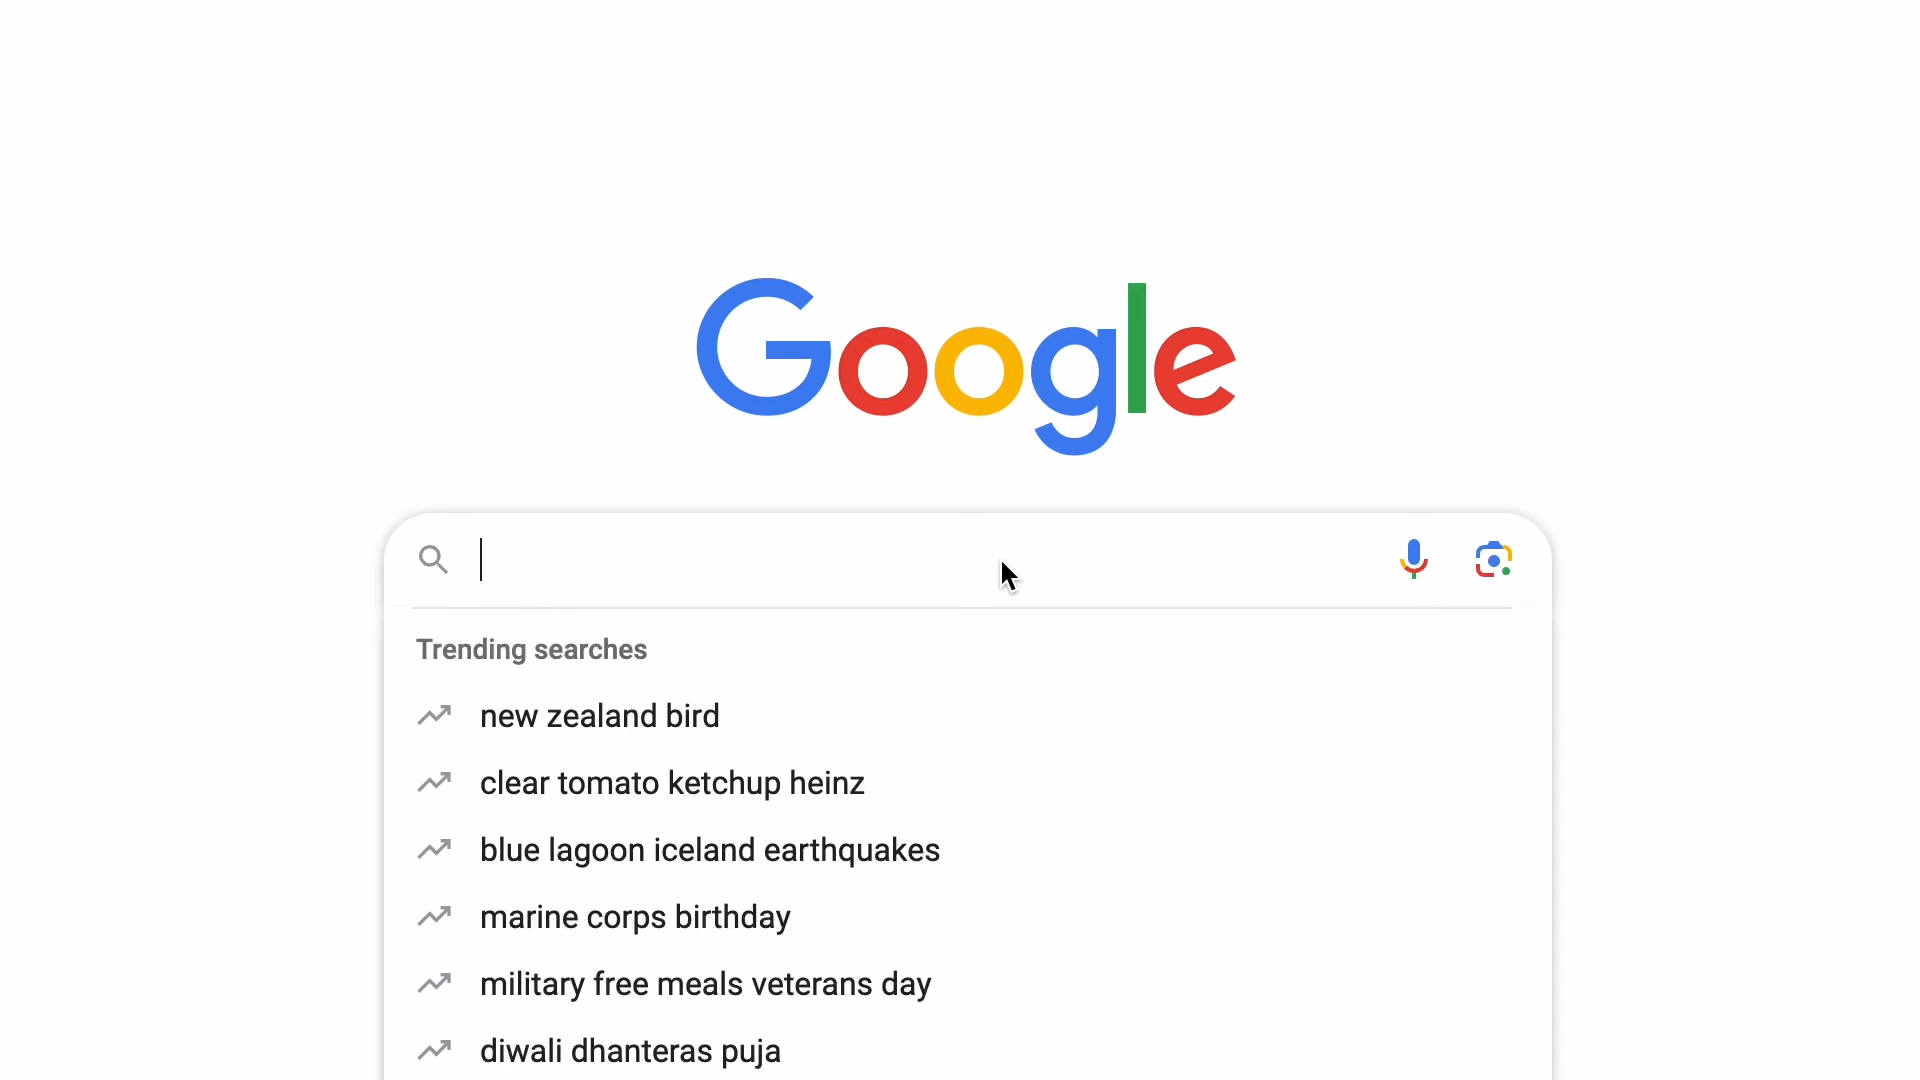 Google
Trending searches
new zealand bird
clear tomato ketchup heinz
blue lagoon iceland earthquakes
marine corps birthday
military free meals veterans day
diwali dhanteras puja